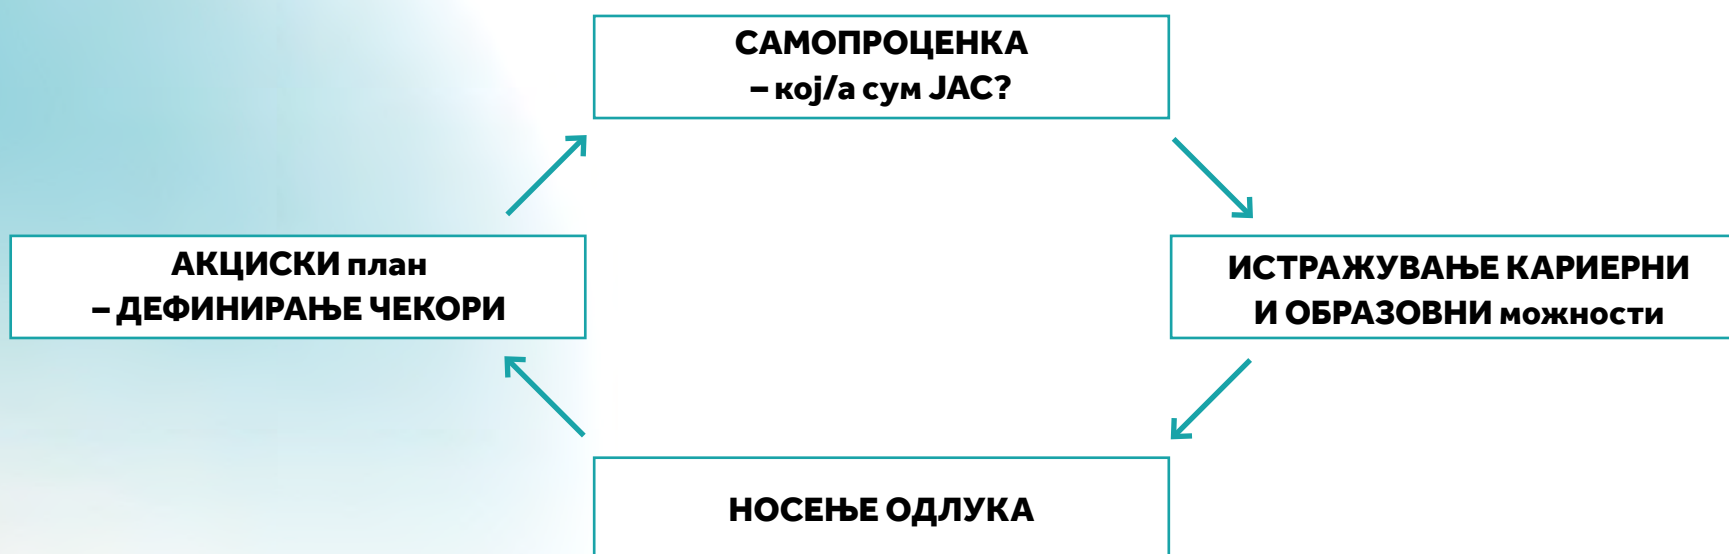 САМОПРОЦЕНКА
– кој/а сум ЈАС?
АКЦИСКИ план
– ДЕФИНИРАЊЕ ЧЕКОРИ
ИСТРАЖУВАЊЕ КАРИЕРНИ
И ОБРАЗОВНИ можности
НОСЕЊЕ ОДЛУКА